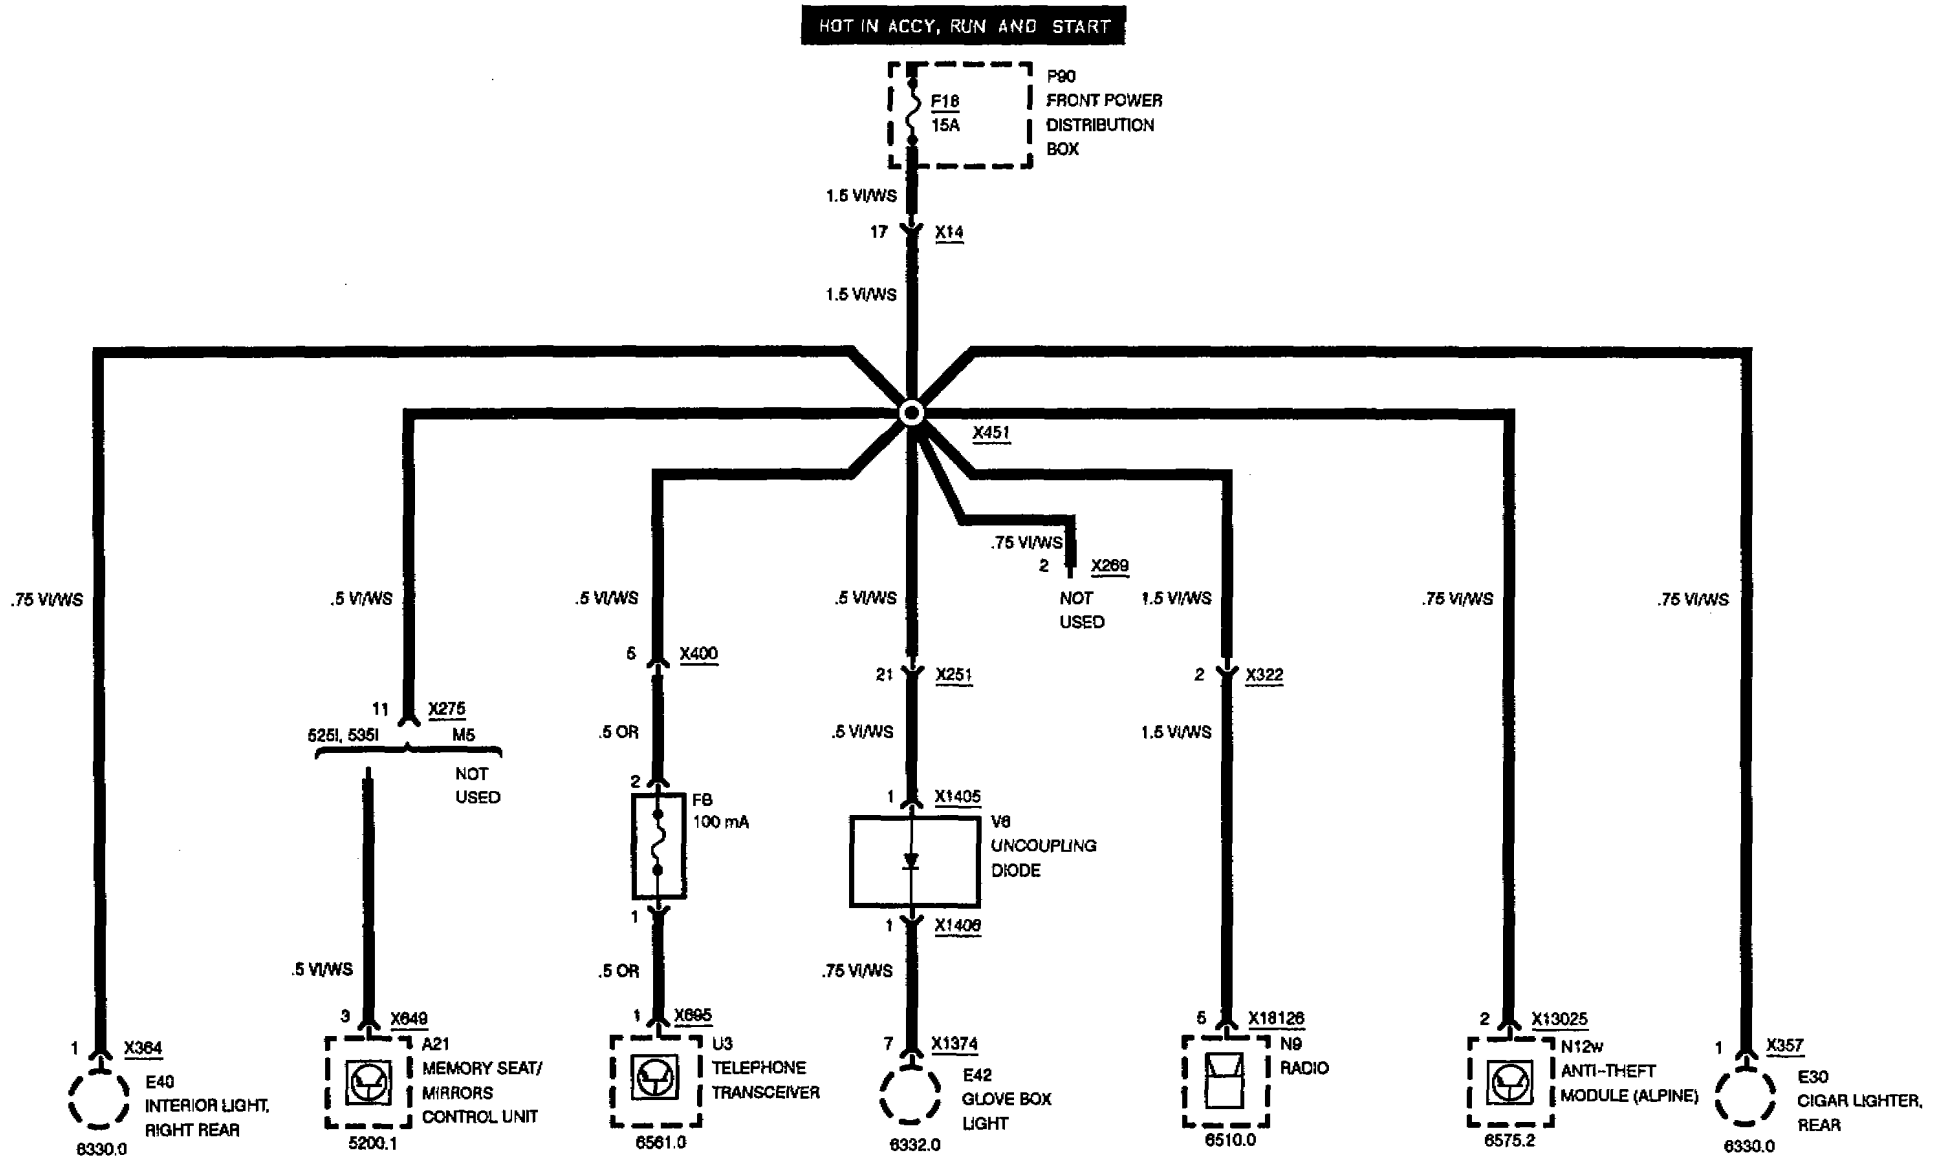 HOT IN ACCY, RUN AND START
P90
FRONT POWER
DISTRIBUTION
BOX
F18
15A
1.5 VI/WS
17 X14
1.5 VI/WS
X451
.75 VI/WS
2 X269
NOT
USED
.75 VI/WS
.5 VI/WS
.5 VI/WS
.5 VI/WS
1.5 VI/WS
.75 VI/WS
.75 VI/WS
5 X400
21 X251
2 X322
11 X275
525I, 535I M5
NOT
USED
.5 OR
.5 VI/WS
1.5 VI/WS
2
FB
100 mA
1
1 X1405
V6
UNCOUPLING
DIODE
1 X1406
.5 VI/WS
.5 OR
.75 VI/WS
1 X364
E40
INTERIOR LIGHT,
RIGHT REAR
6330.0
3 X649
A21
MEMORY SEAT/
MIRRORS
CONTROL UNIT
5200.1
1 X695
U3
TELEPHONE
TRANSCEIVER
6561.0
7 X1374
E42
GLOVE BOX
LIGHT
6332.0
5 X18126
N9
RADIO
6510.0
2 X13025
N12w
ANTI-THEFT
MODULE (ALPINE)
6575.2
1 X357
E30
CIGAR LIGHTER,
REAR
6330.0